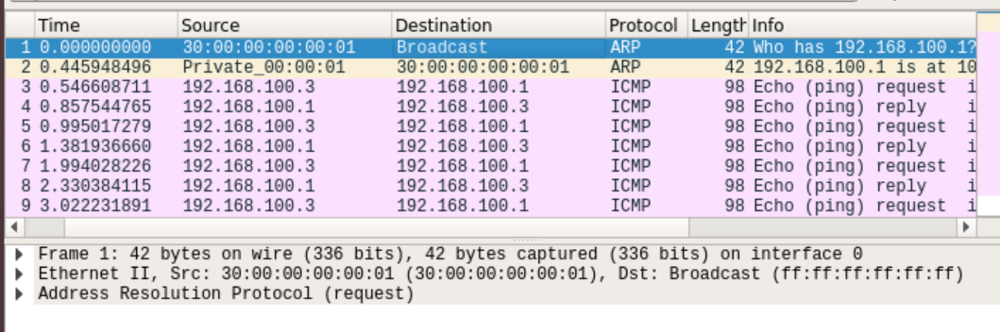 Time Source Destination Protocol Length Info
1 0.000000000 30:00:00:00:00:01 Broadcast ARP 42 Who has 192.168.100.1?
2 0.445948496 Private_00:00:01 30:00:00:00:00:01 ARP 42 192.168.100.1 is at 10
3 0.546608711 192.168.100.3 192.168.100.1 ICMP 98 Echo (ping) request i
4 0.857544765 192.168.100.1 192.168.100.3 ICMP 98 Echo (ping) reply i
5 0.995017279 192.168.100.3 192.168.100.1 ICMP 98 Echo (ping) request i
6 1.381936660 192.168.100.1 192.168.100.3 ICMP 98 Echo (ping) reply i
7 1.994028226 192.168.100.3 192.168.100.1 ICMP 98 Echo (ping) request i
8 2.330384115 192.168.100.1 192.168.100.3 ICMP 98 Echo (ping) reply i
9 3.022231891 192.168.100.3 192.168.100.1 ICMP 98 Echo (ping) request i
Frame 1: 42 bytes on wire (336 bits), 42 bytes captured (336 bits) on interface 0
Ethernet II, Src: 30:00:00:00:00:01 (30:00:00:00:00:01), Dst: Broadcast (ff:ff:ff:ff:ff:ff)
Address Resolution Protocol (request)